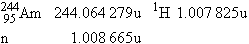 ²⁴⁴₉₅Am 244.064 279u ¹H 1.007 825u
n 1.008 665u